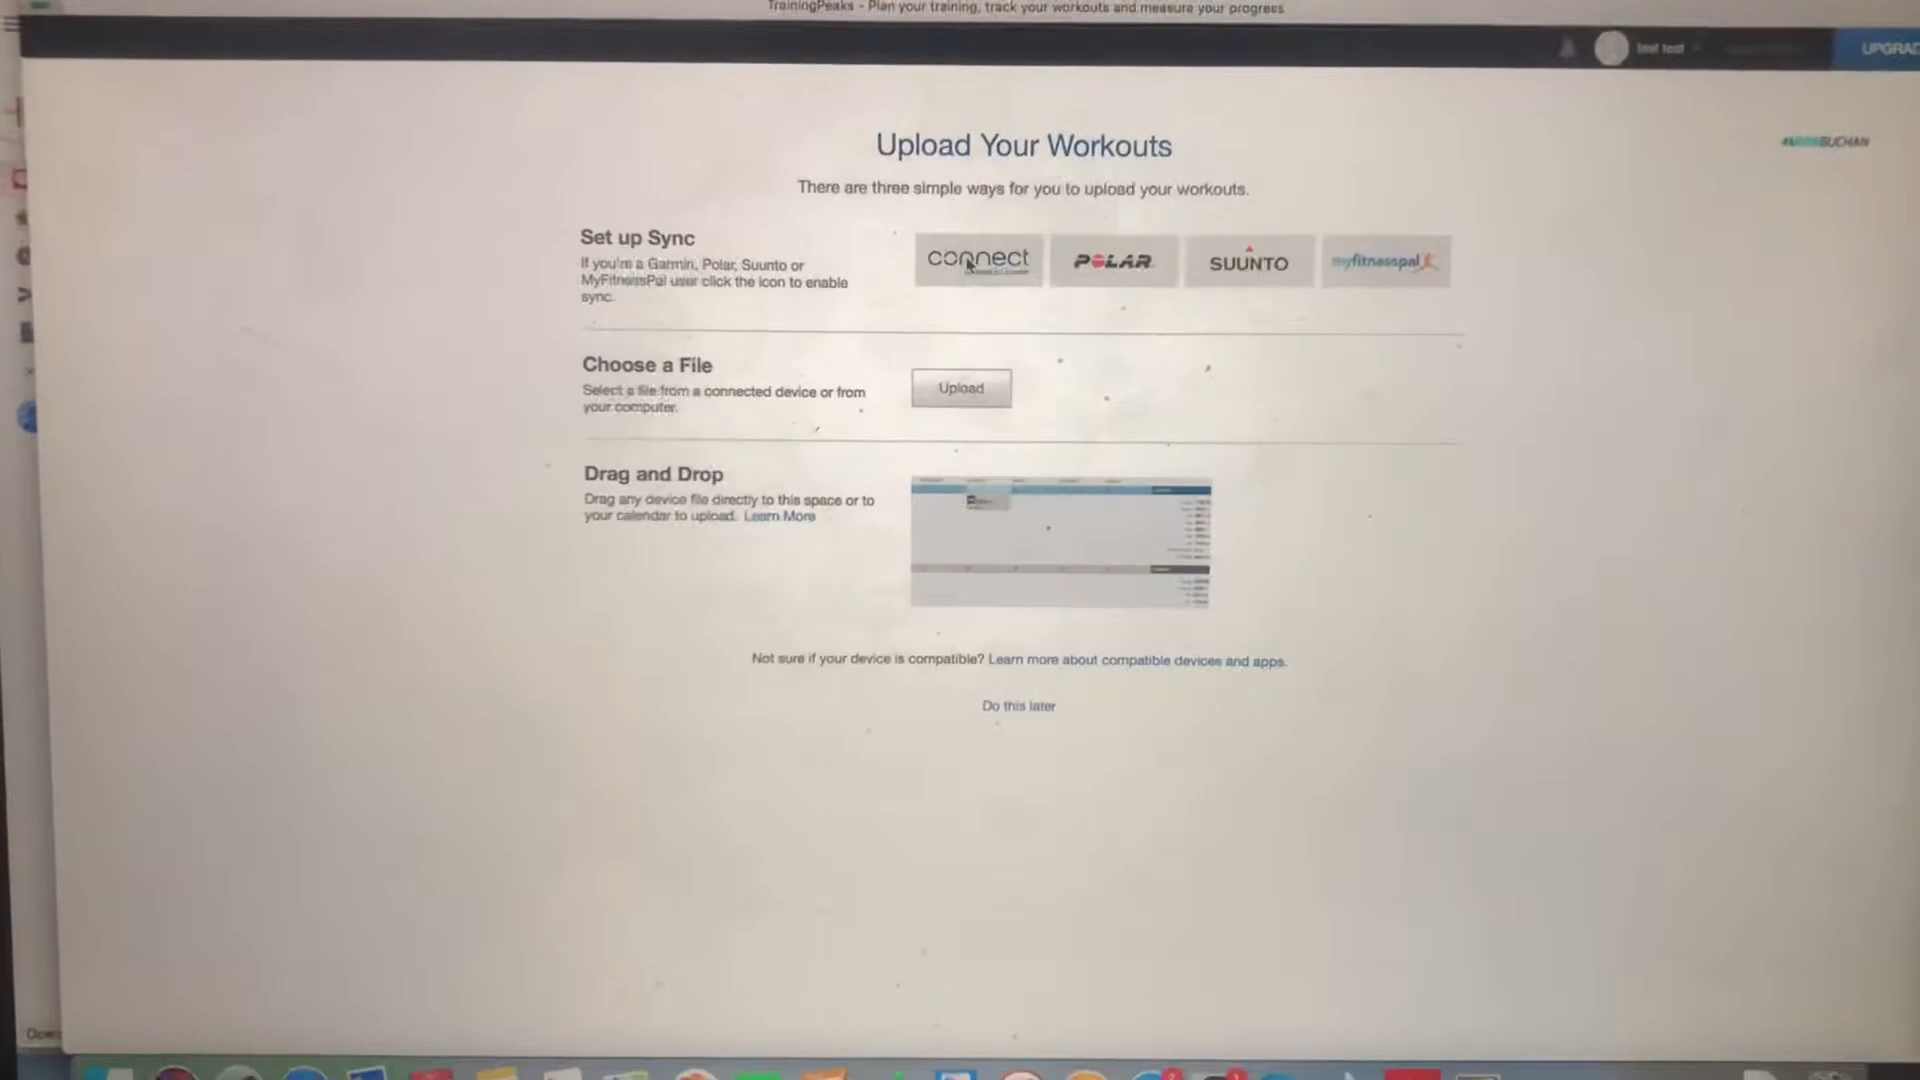 TrainingPeaks - Plan your training, track your workouts and measure your progress
test test
UPGRAD
Upload Your Workouts
BUCHAN
There are three simple ways for you to upload your workouts.
Set up Sync
If you're a Garmin, Polar, Suunto or
MyFitnessPal user click the icon to enable
sync.
connect
POLAR
SUUNTO
myfitnesspal
Choose a File
Select a file from a connected device or from
your computer.
Upload
Drag and Drop
Drag any device file directly to this space or to
your calendar to upload. Learn More
Not sure if your device is compatible? Learn more about compatible devices and apps.
Do this later